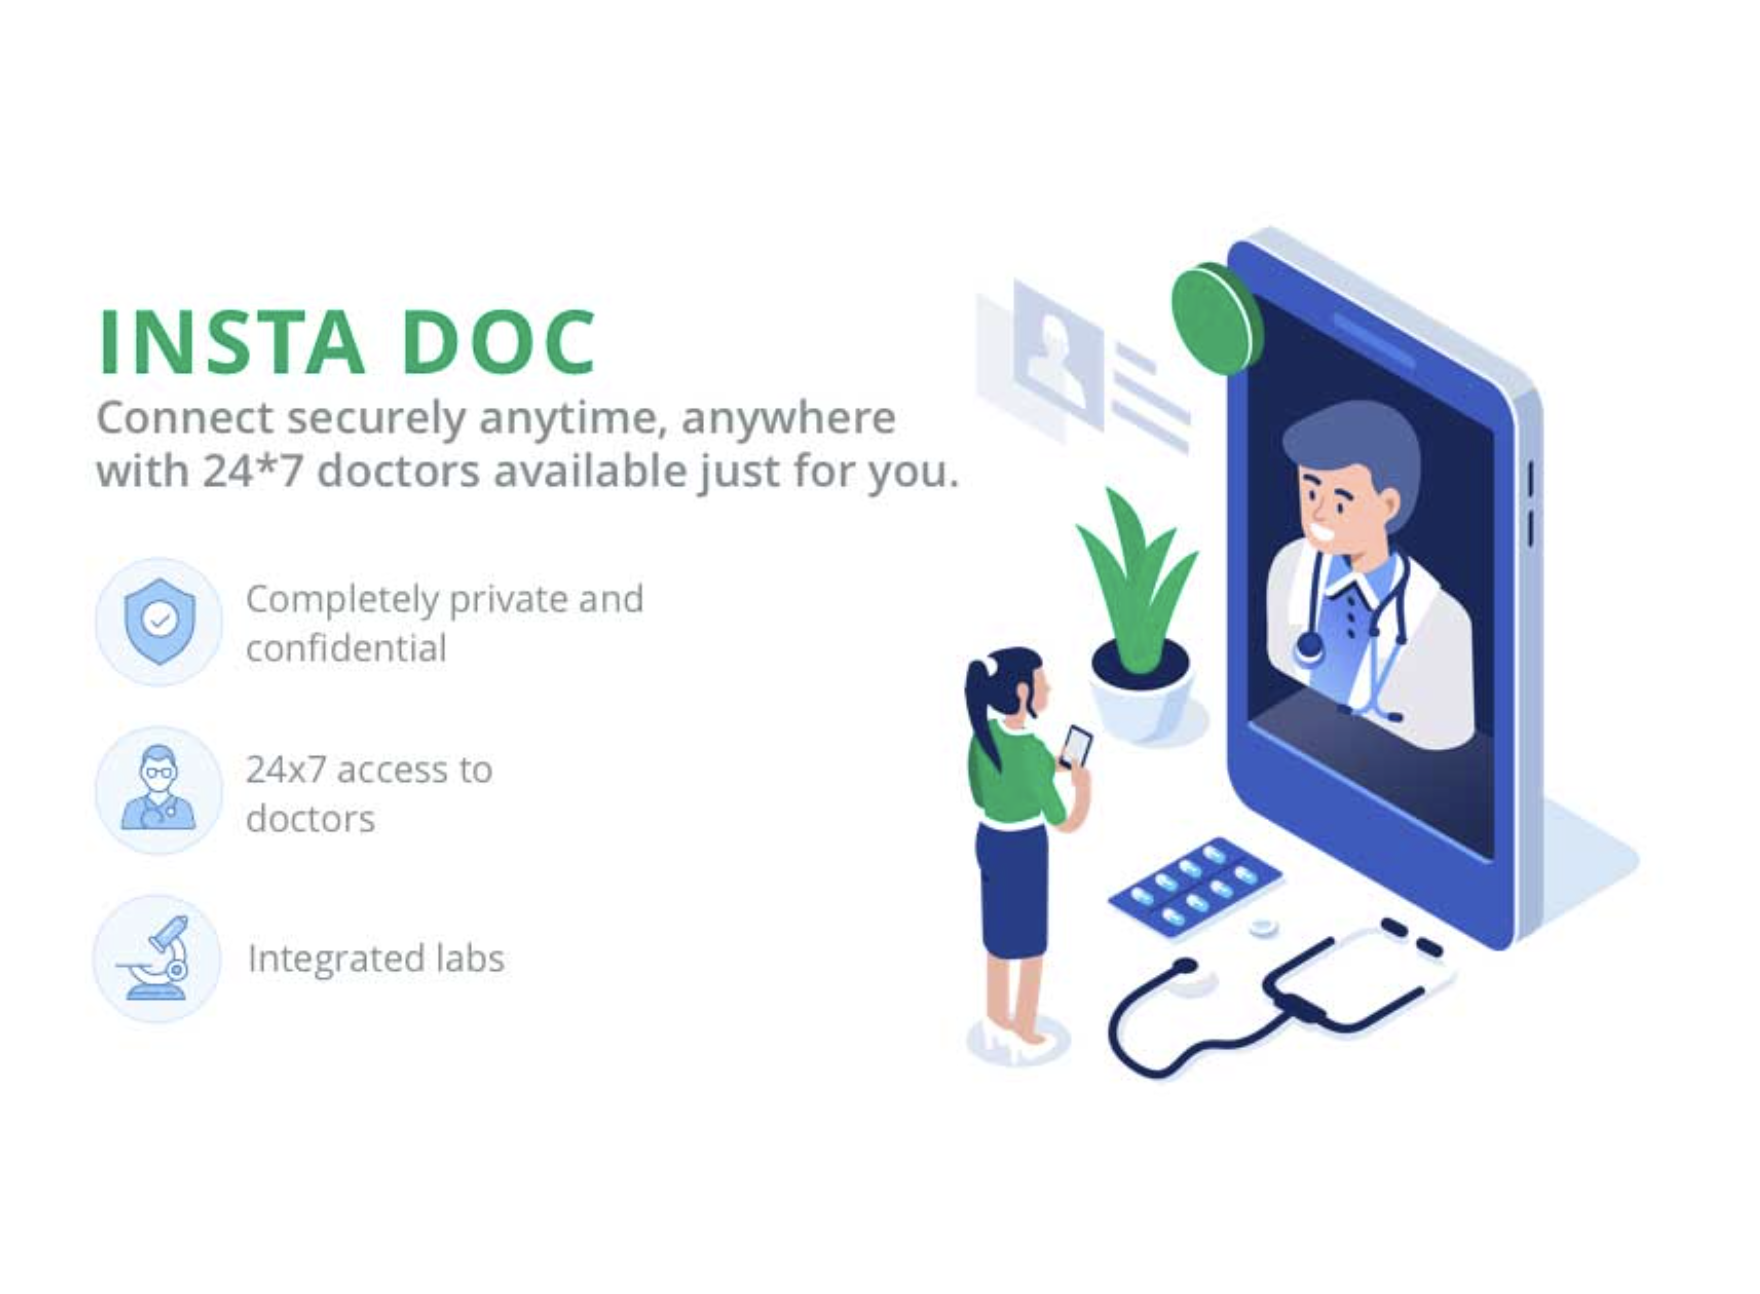 INSTA DOC
Connect securely anytime, anywhere
with 24*7 doctors available just for you.
Completely private and
confidential
24x7 access to
doctors
Integrated labs